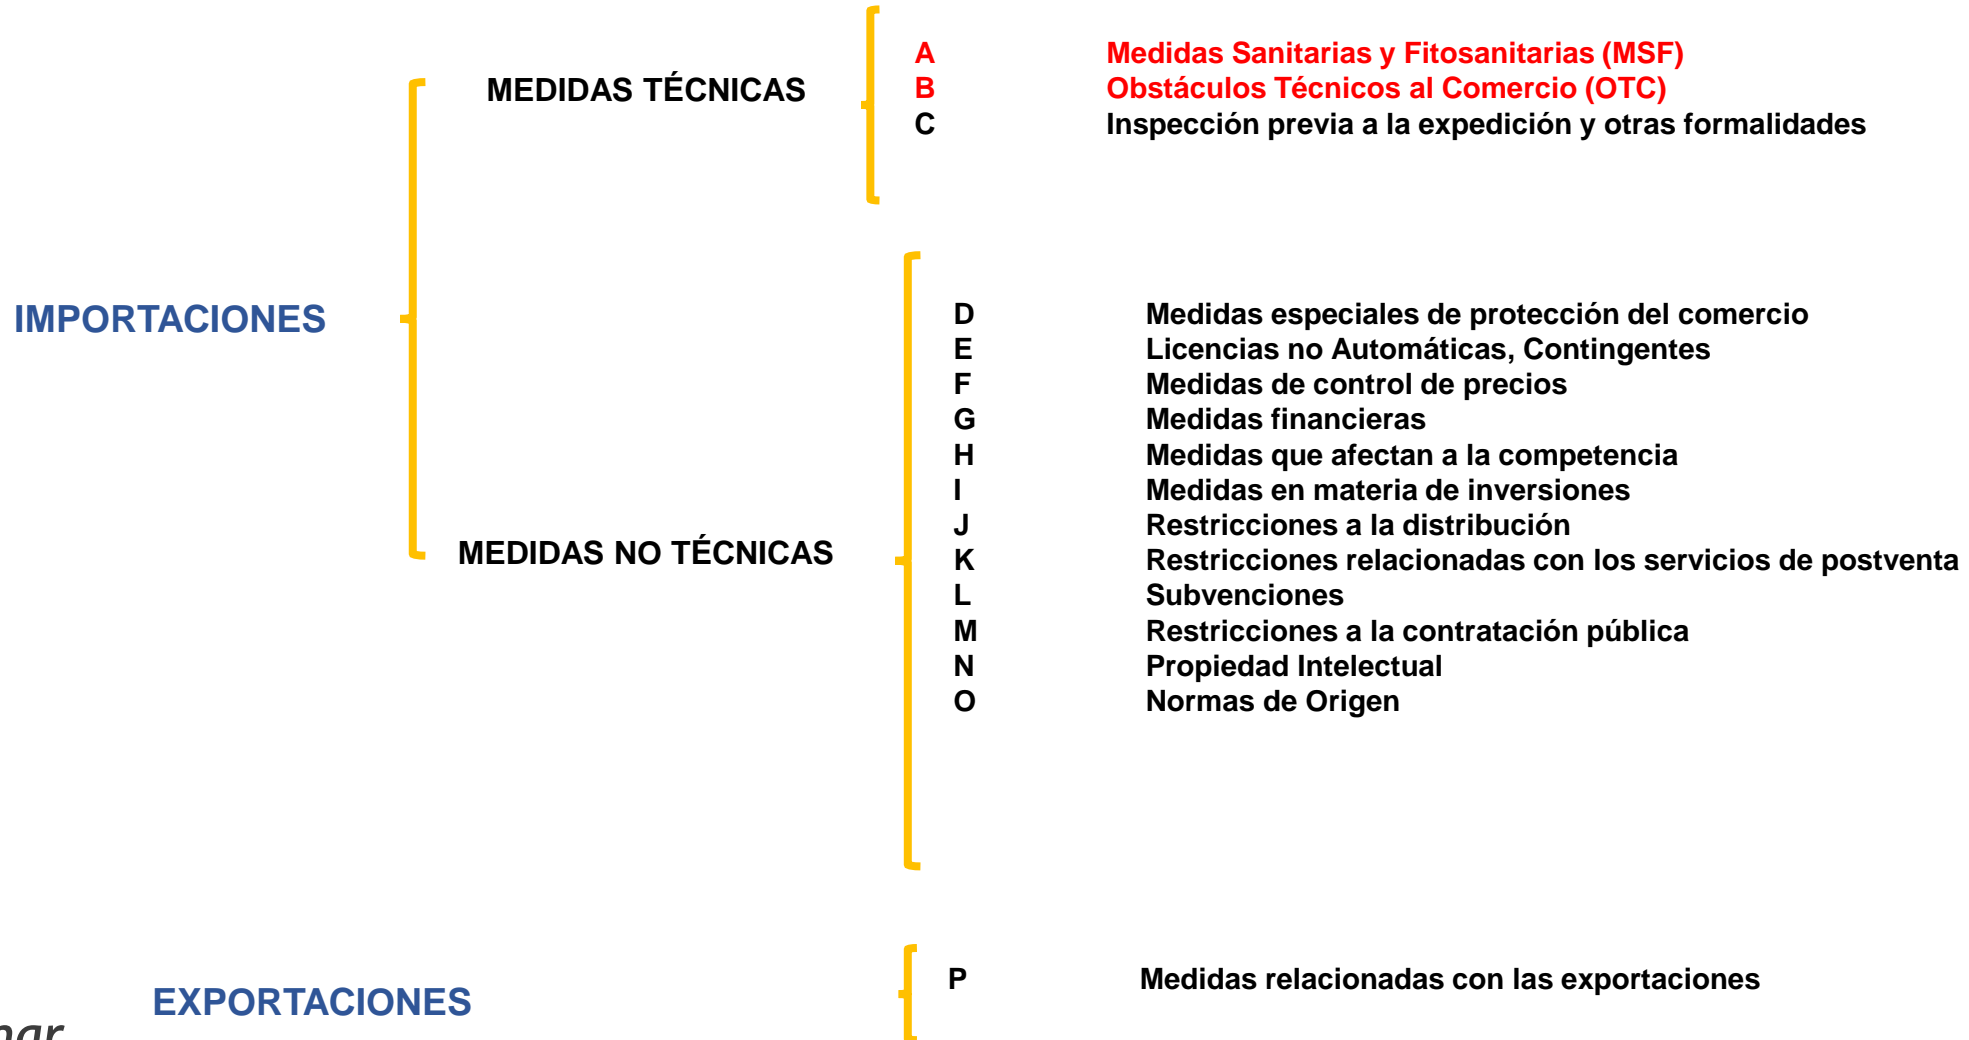 MEDIDAS TÉCNICAS
A Medidas Sanitarias y Fitosanitarias (MSF)
B Obstáculos Técnicos al Comercio (OTC)
C Inspección previa a la expedición y otras formalidades
IMPORTACIONES
MEDIDAS NO TÉCNICAS
D Medidas especiales de protección del comercio
E Licencias no Automáticas, Contingentes
F Medidas de control de precios
G Medidas financieras
H Medidas que afectan a la competencia
I Medidas en materia de inversiones
J Restricciones a la distribución
K Restricciones relacionadas con los servicios de postventa
L Subvenciones
M Restricciones a la contratación pública
N Propiedad Intelectual
O Normas de Origen
EXPORTACIONES
P Medidas relacionadas con las exportaciones